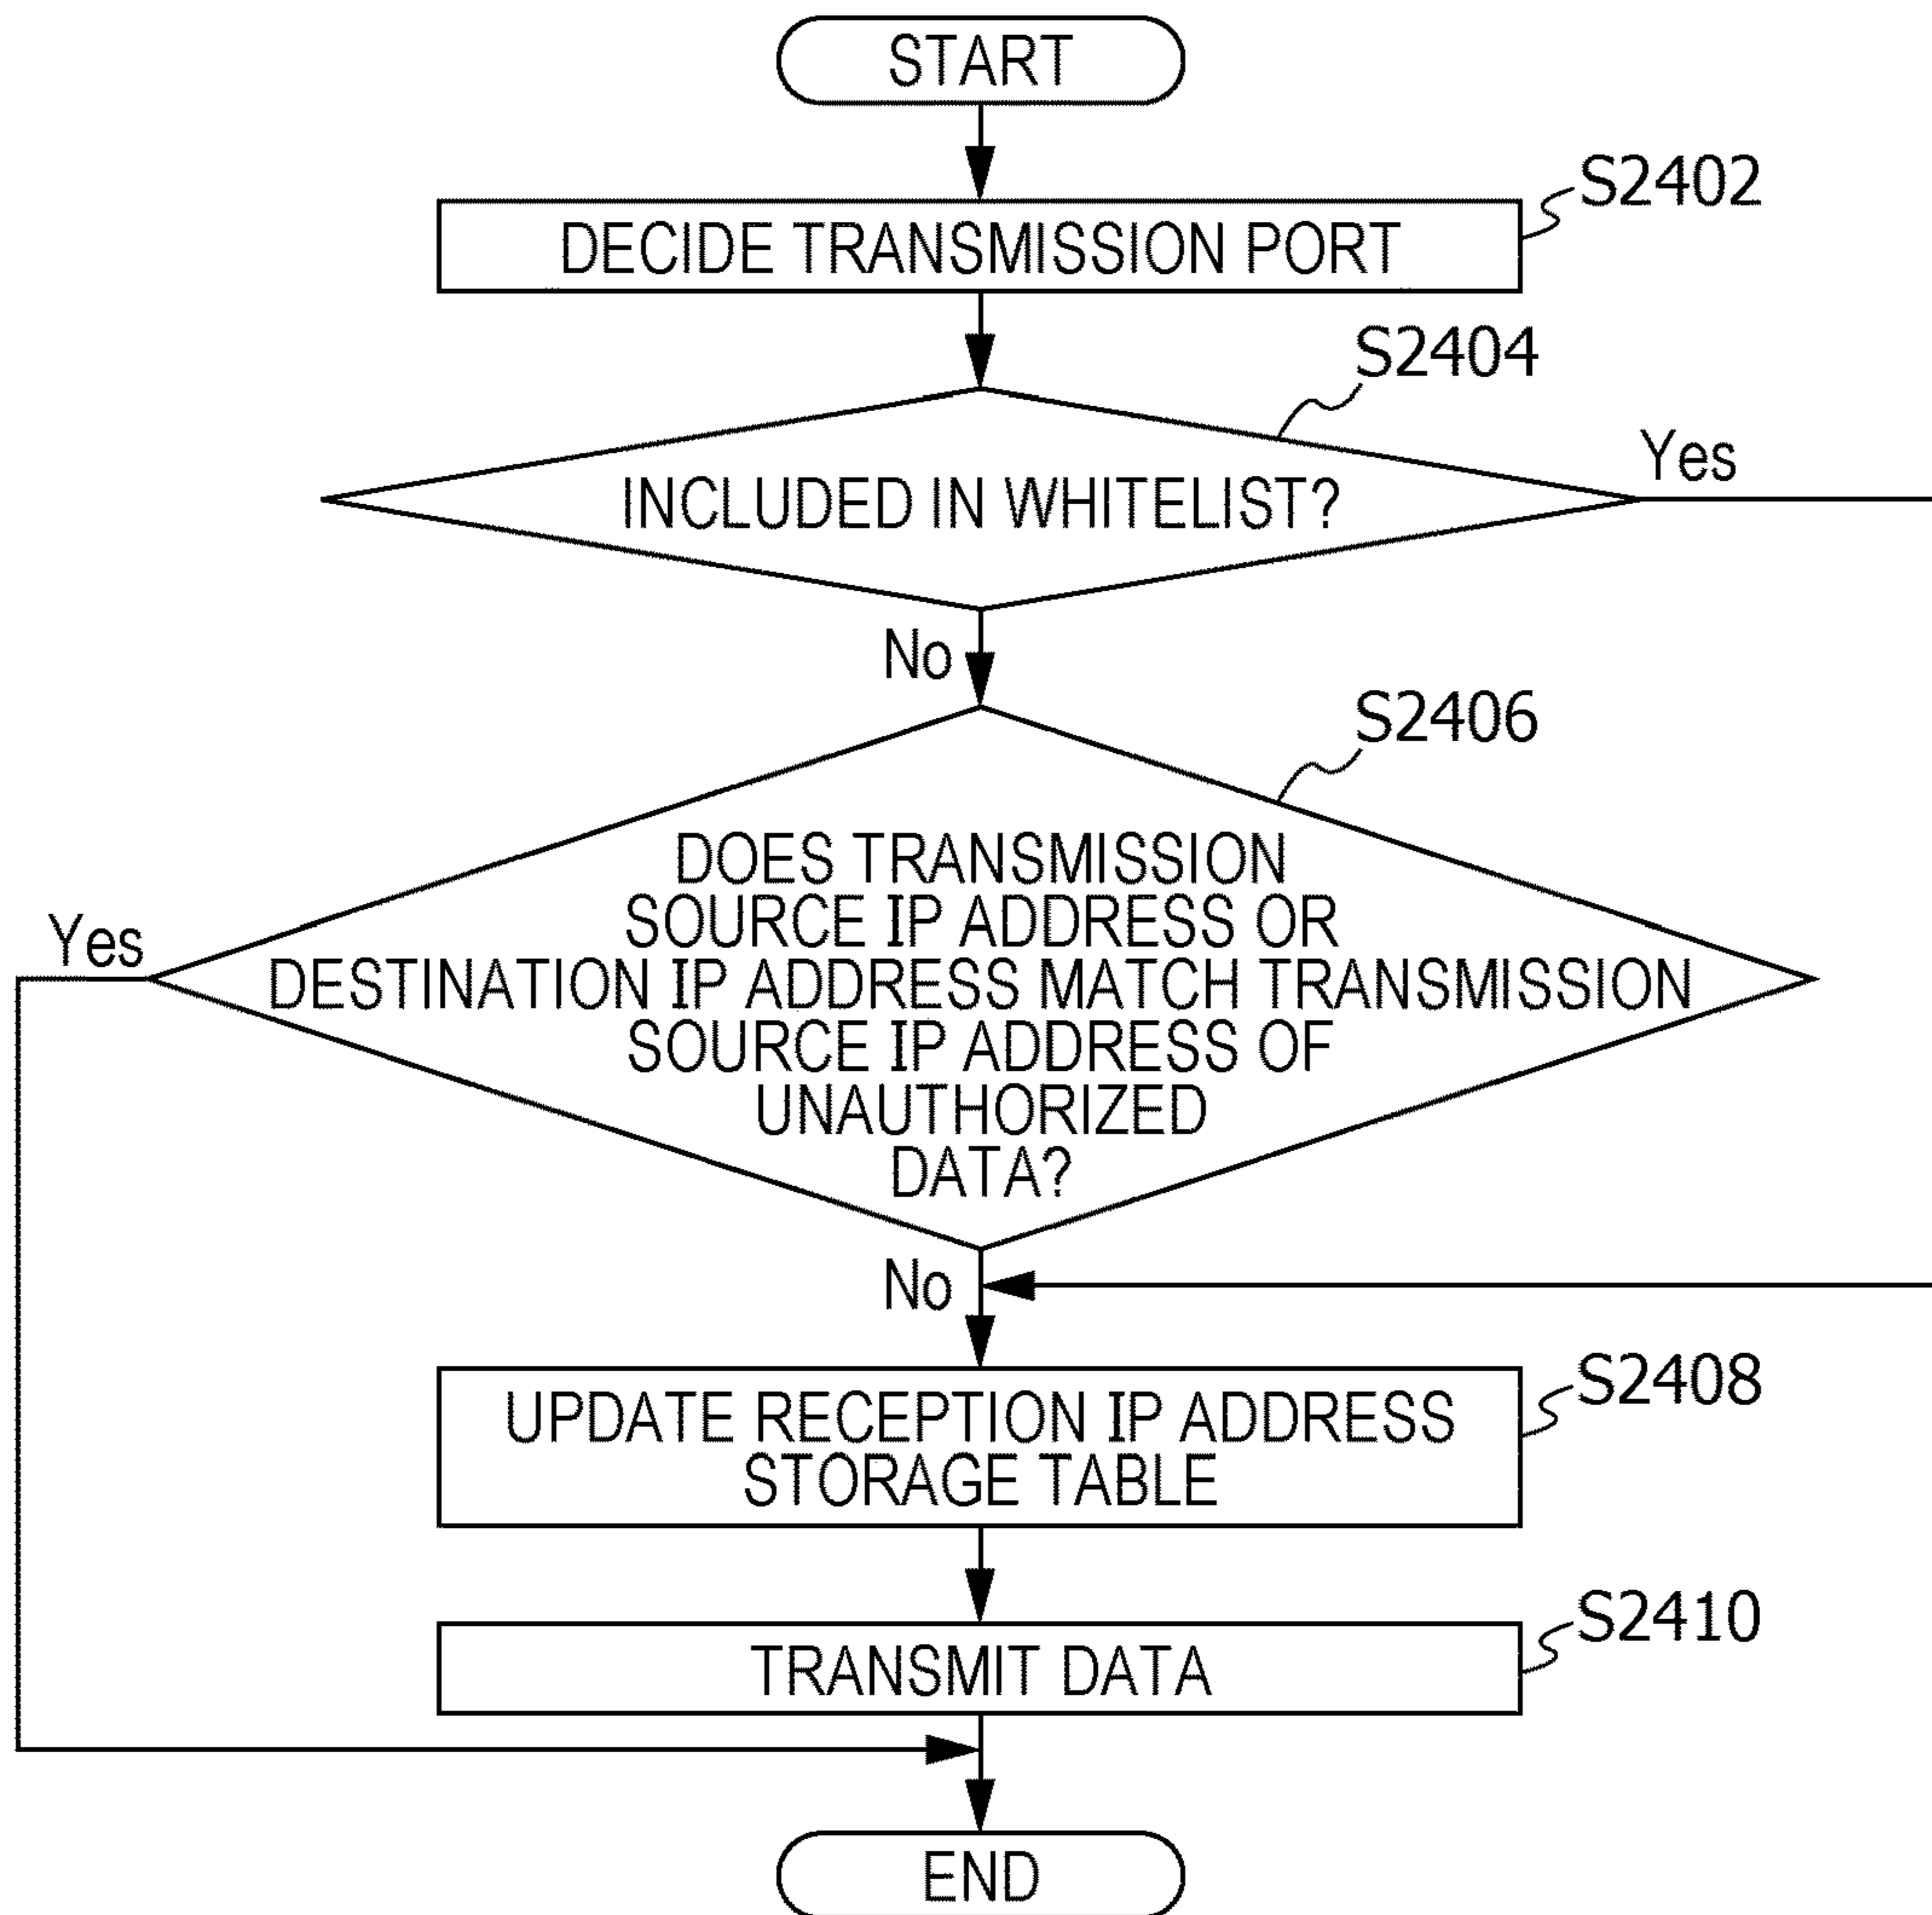 START
S2402
DECIDE TRANSMISSION PORT
S2404
Yes
INCLUDED IN WHITELIST?
No
S2406
DOES TRANSMISSION
SOURCE IP ADDRESS OR
Yes
DESTINATION IP ADDRESS MATCH TRANSMISSION
SOURCE IP ADDRESS OF
UNAUTHORIZED
DATA?
No
S2408
UPDATE RECEPTION IP ADDRESS
STORAGE TABLE
S2410
TRANSMIT DATA
END